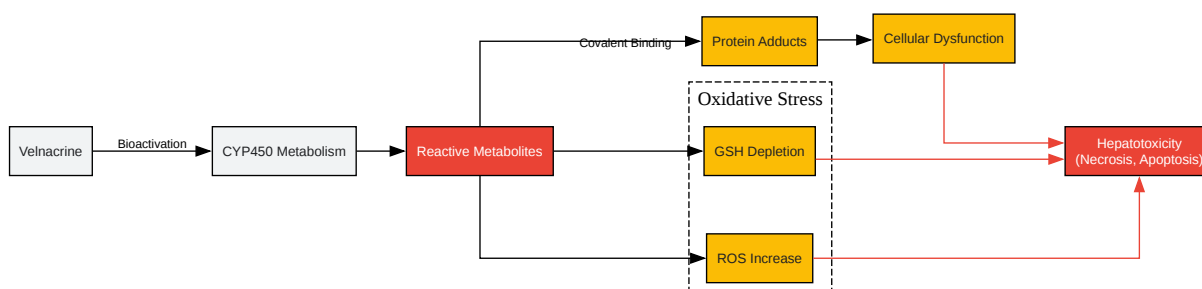 Velnacrine
Bioactivation
CYP450 Metabolism
Reactive Metabolites
Covalent Binding
Protein Adducts
Cellular Dysfunction
Oxidative Stress
GSH Depletion
ROS Increase
Hepatotoxicity
(Necrosis, Apoptosis)